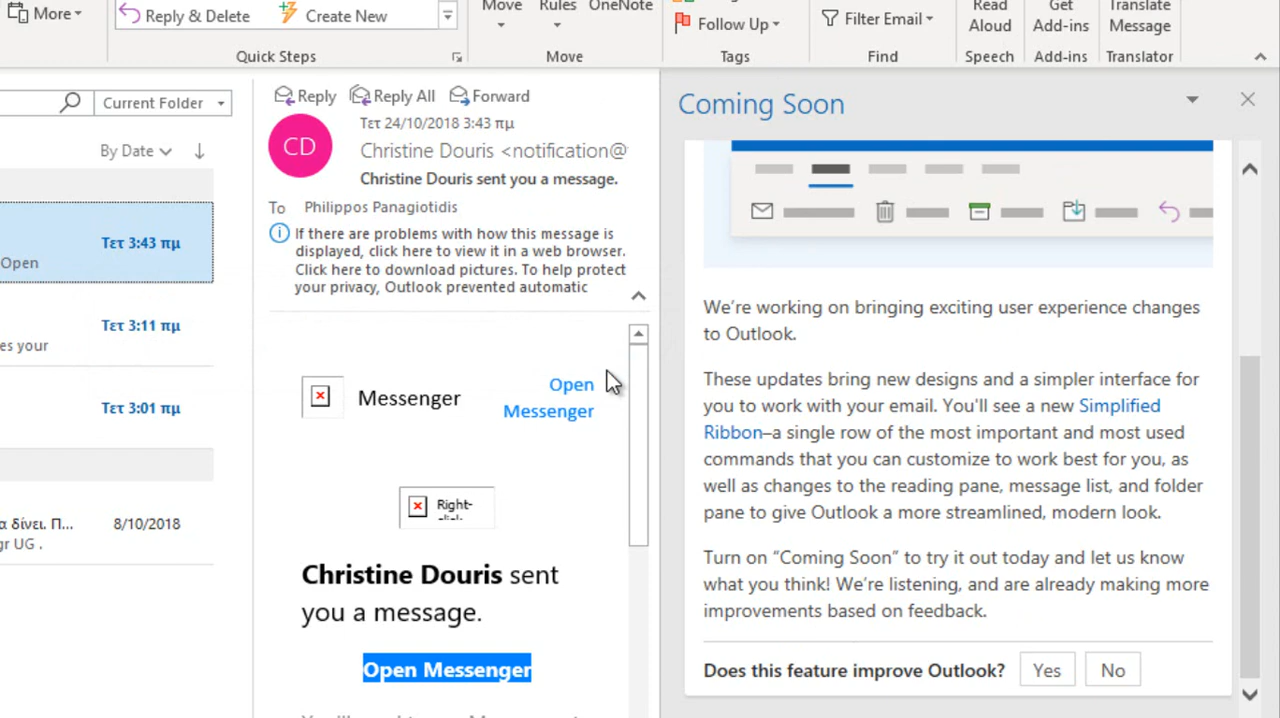 More
Reply & Delete
Create New
Quick Steps
Move
Rules
OneNote
Move
Follow Up
Tags
Filter Email
Find
Read
Aloud
Speech
Get
Add-ins
Add-ins
Translate
Message
Translator
Current Folder
By Date
Τετ 3:43 πμ
Open
Τετ 3:11 πμ
es your
Τετ 3:01 πμ
α δίνει. Π...
8/10/2018
gr UG .
Reply
Reply All
Forward
CD
Τετ 24/10/2018 3:43 πμ
Christine Douris <notification@
Christine Douris sent you a message.
To Philippos Panagiotidis
If there are problems with how this message is
displayed, click here to view it in a web browser.
Click here to download pictures. To help protect
your privacy, Outlook prevented automatic
Messenger
Open
Messenger
Right-
Christine Douris sent
you a message.
Open Messenger
Coming Soon
We're working on bringing exciting user experience changes
to Outlook.
These updates bring new designs and a simpler interface for
you to work with your email. You'll see a new Simplified
Ribbon–a single row of the most important and most used
commands that you can customize to work best for you, as
well as changes to the reading pane, message list, and folder
pane to give Outlook a more streamlined, modern look.
Turn on “Coming Soon” to try it out today and let us know
what you think! We're listening, and are already making more
improvements based on feedback.
Does this feature improve Outlook? Yes No